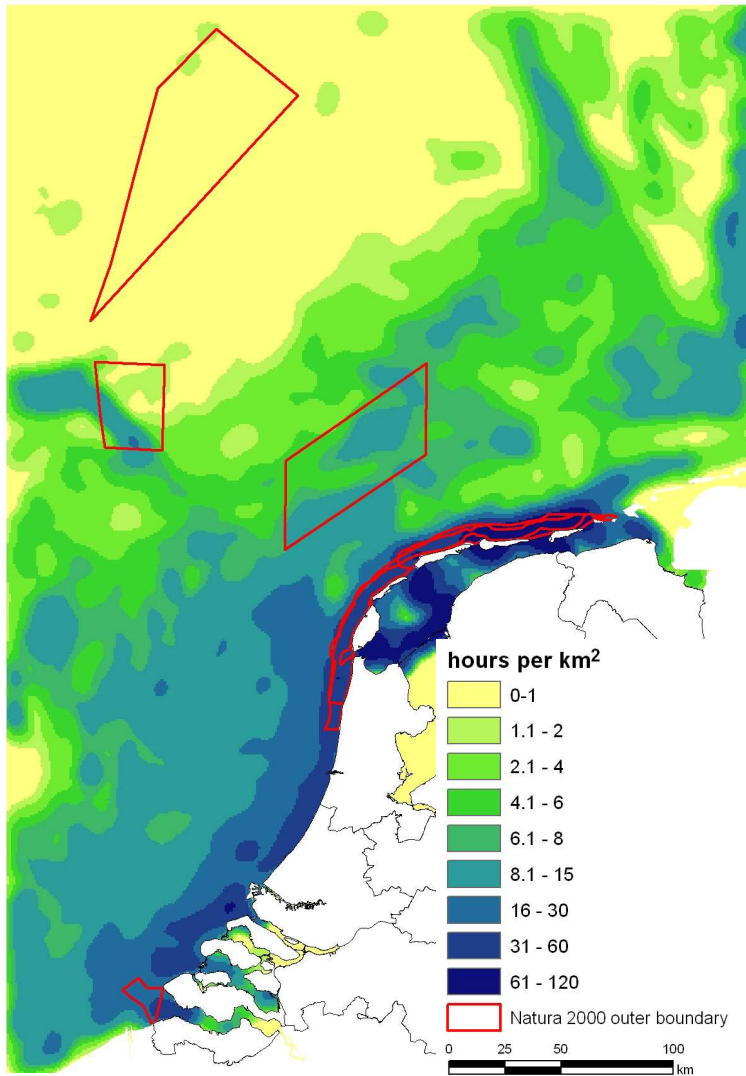 hours per km²
0-1
1.1 - 2
2.1 - 4
4.1 - 6
6.1 - 8
8.1 - 15
16 - 30
31 - 60
61 - 120
Natura 2000 outer boundary
0 25 50 100
km